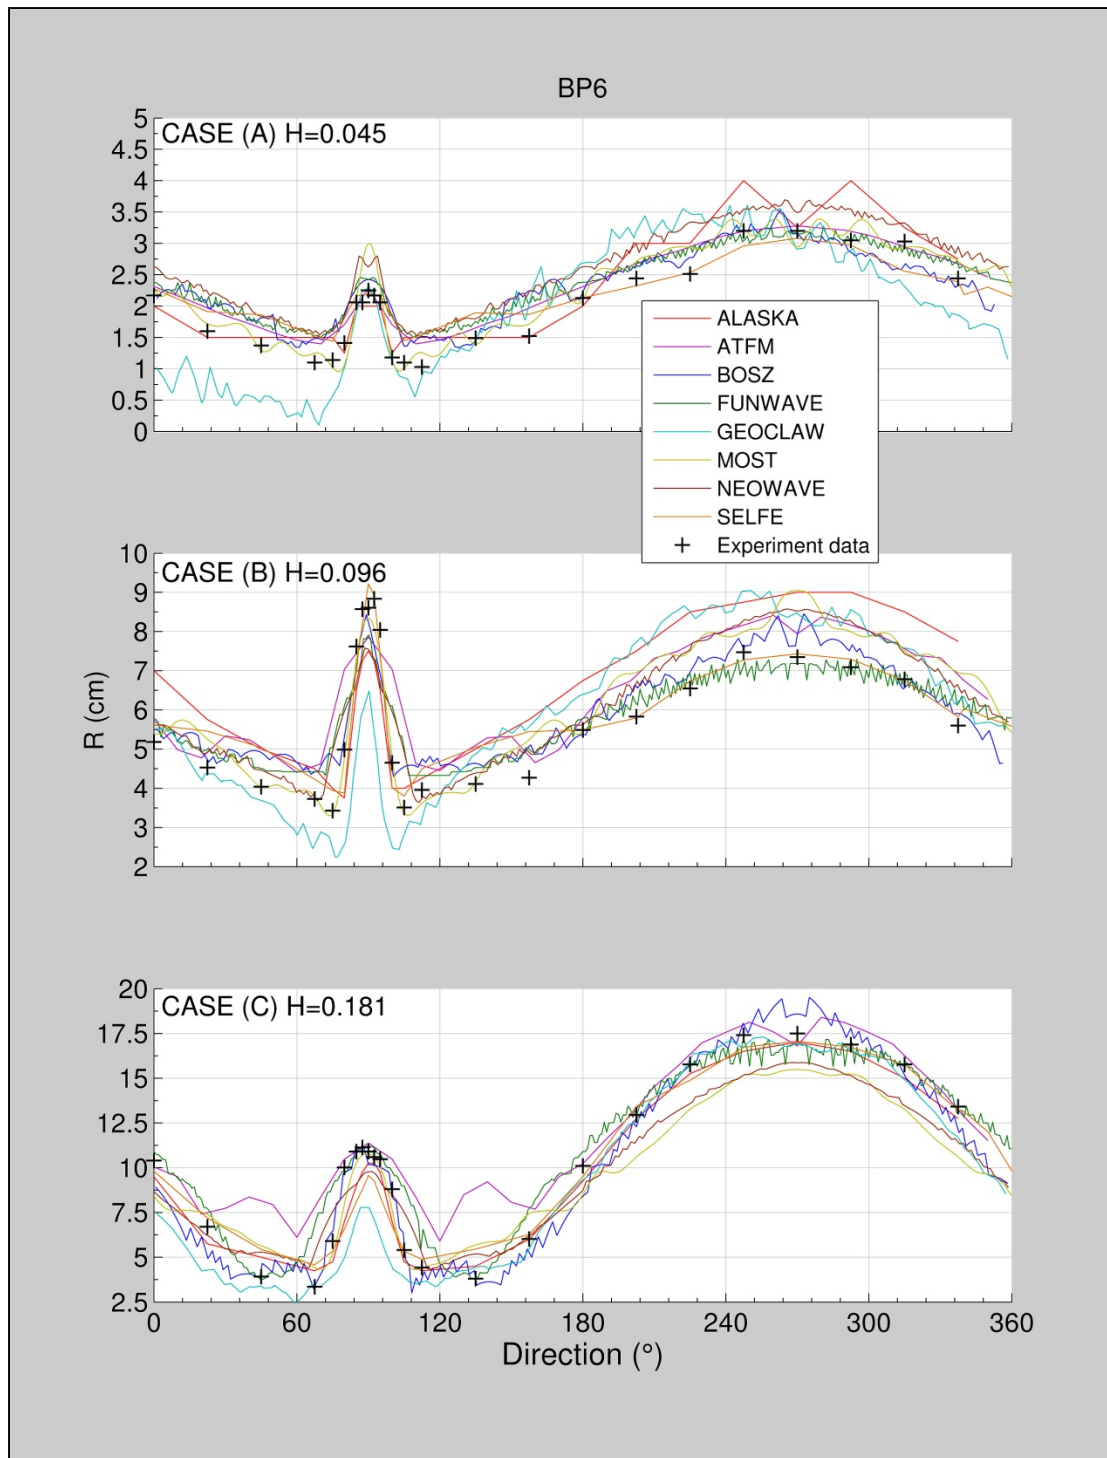 BP6
CASE (A) H=0.045
5
4.5
4
3.5
3
2.5
2
1.5
1
0.5
0
ALASKA
ATFM
BOSZ
FUNWAVE
GEOCLAW
MOST
NEOWAVE
SELFE
Experiment data
CASE (B) H=0.096
10
9
8
7
6
5
4
3
2
R (cm)
CASE (C) H=0.181
20
17.5
15
12.5
10
7.5
5
2.5
0 60 120 180 240 300 360
Direction (°)